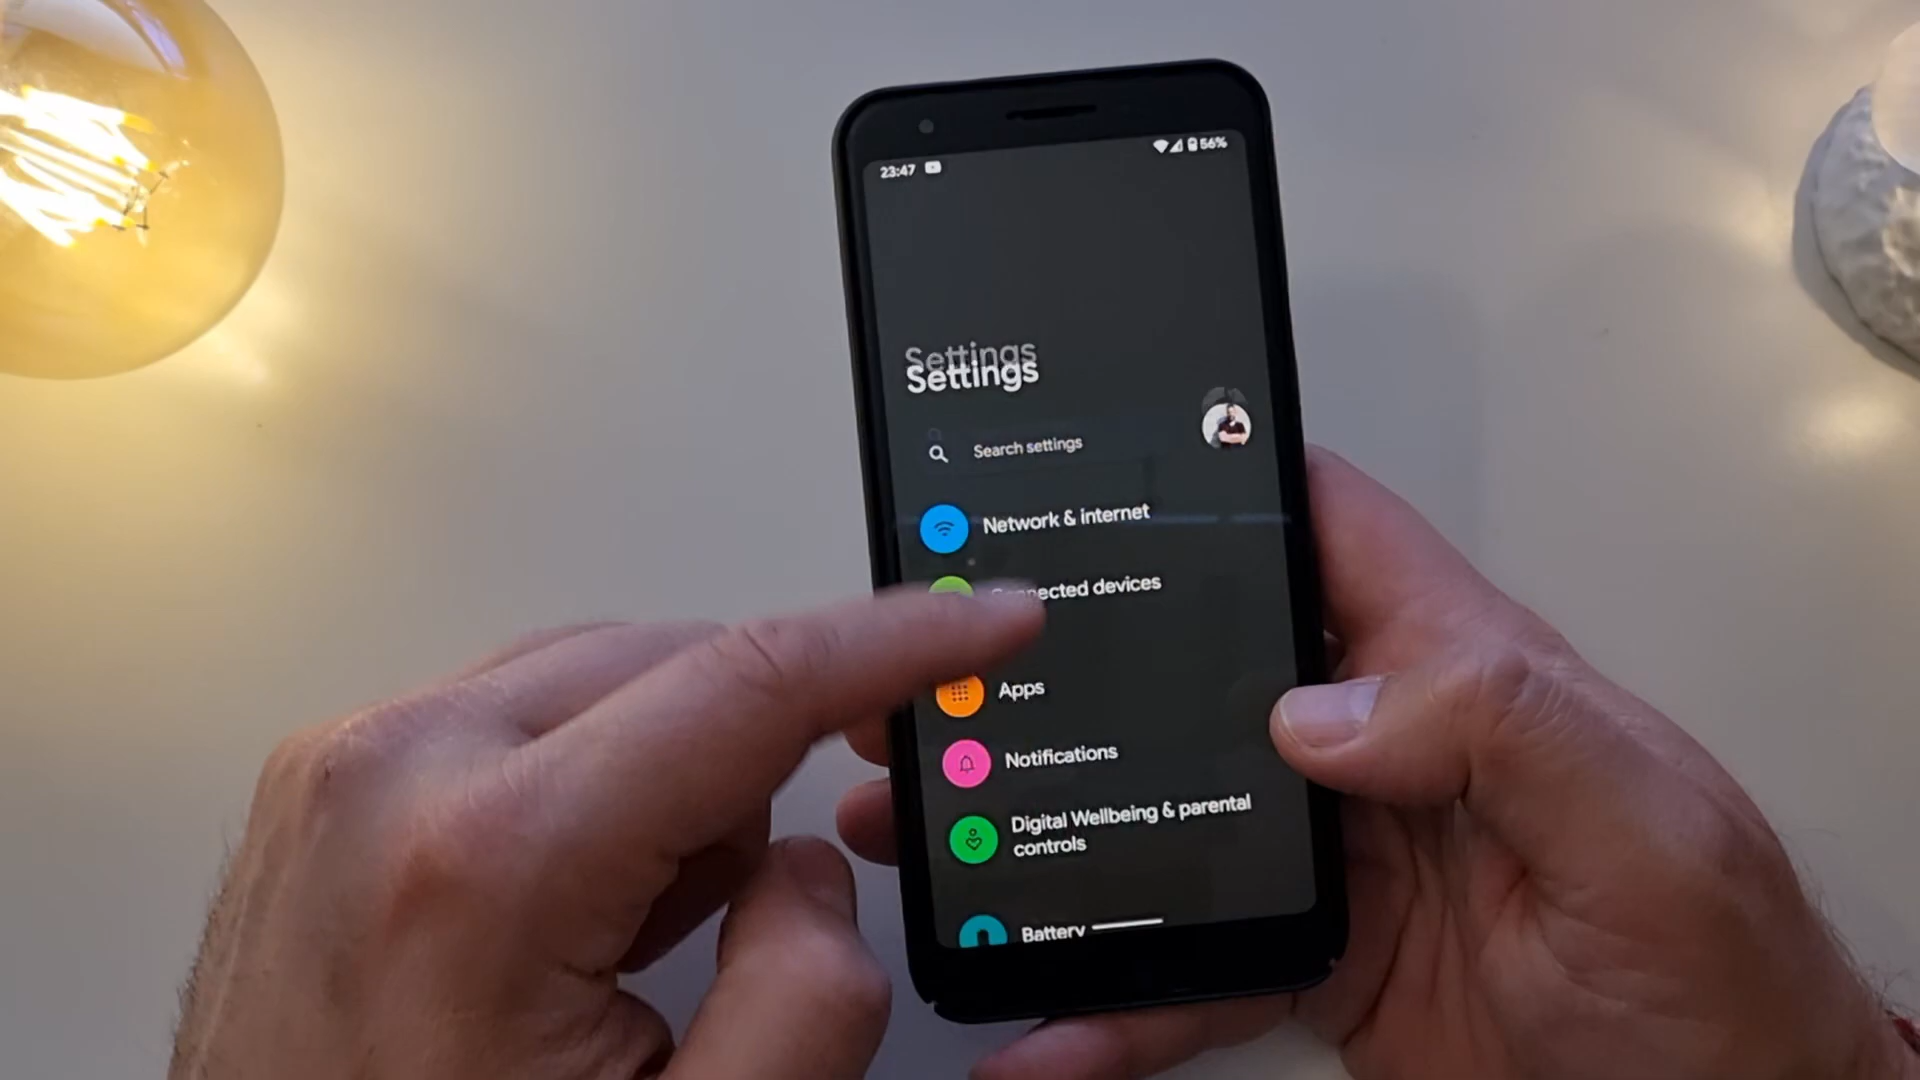 23:47
56%
Settings
Settings
Search settings
Network & internet
Connected devices
Apps
Notifications
Digital Wellbeing & parental
controls
Battery